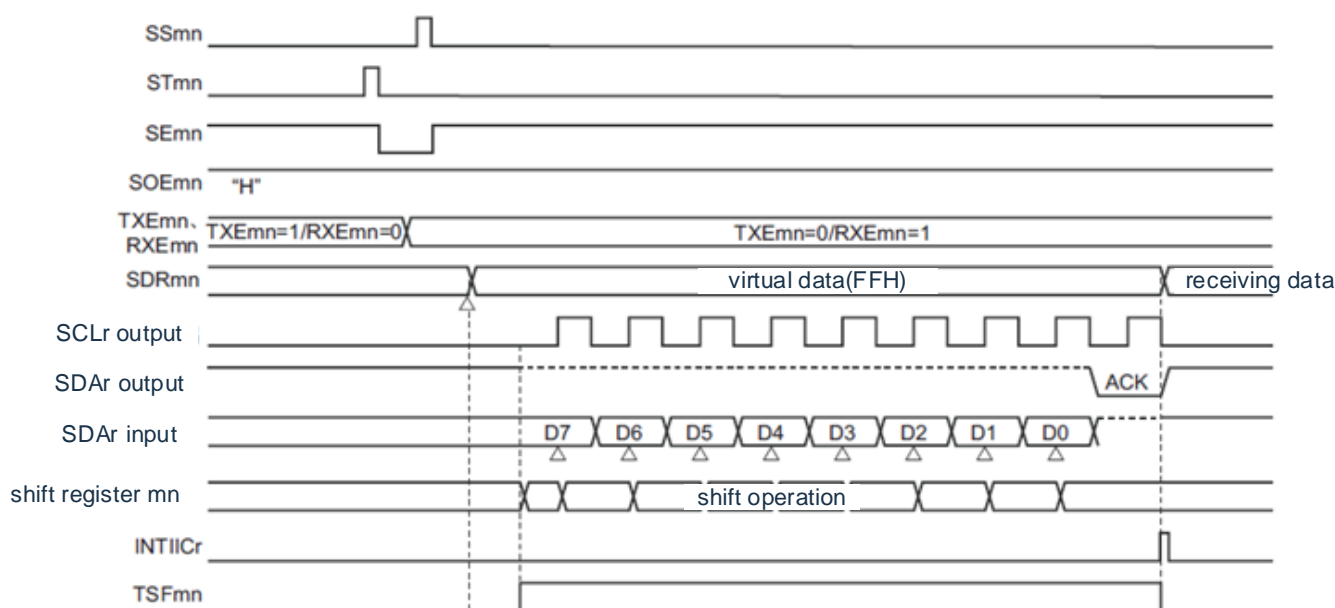 SSmn
STmn
SEmn
SOEmn "H"
TXEmn、
RXEmn
TXEmn=1/RXEmn=0 TXEmn=0/RXEmn=1
SDRmn virtual data(FFH) receiving data
SCLr output
SDAr output ACK
SDAr input D7 D6 D5 D4 D3 D2 D1 D0
shift register mn shift operation
INTIICr
TSFmn